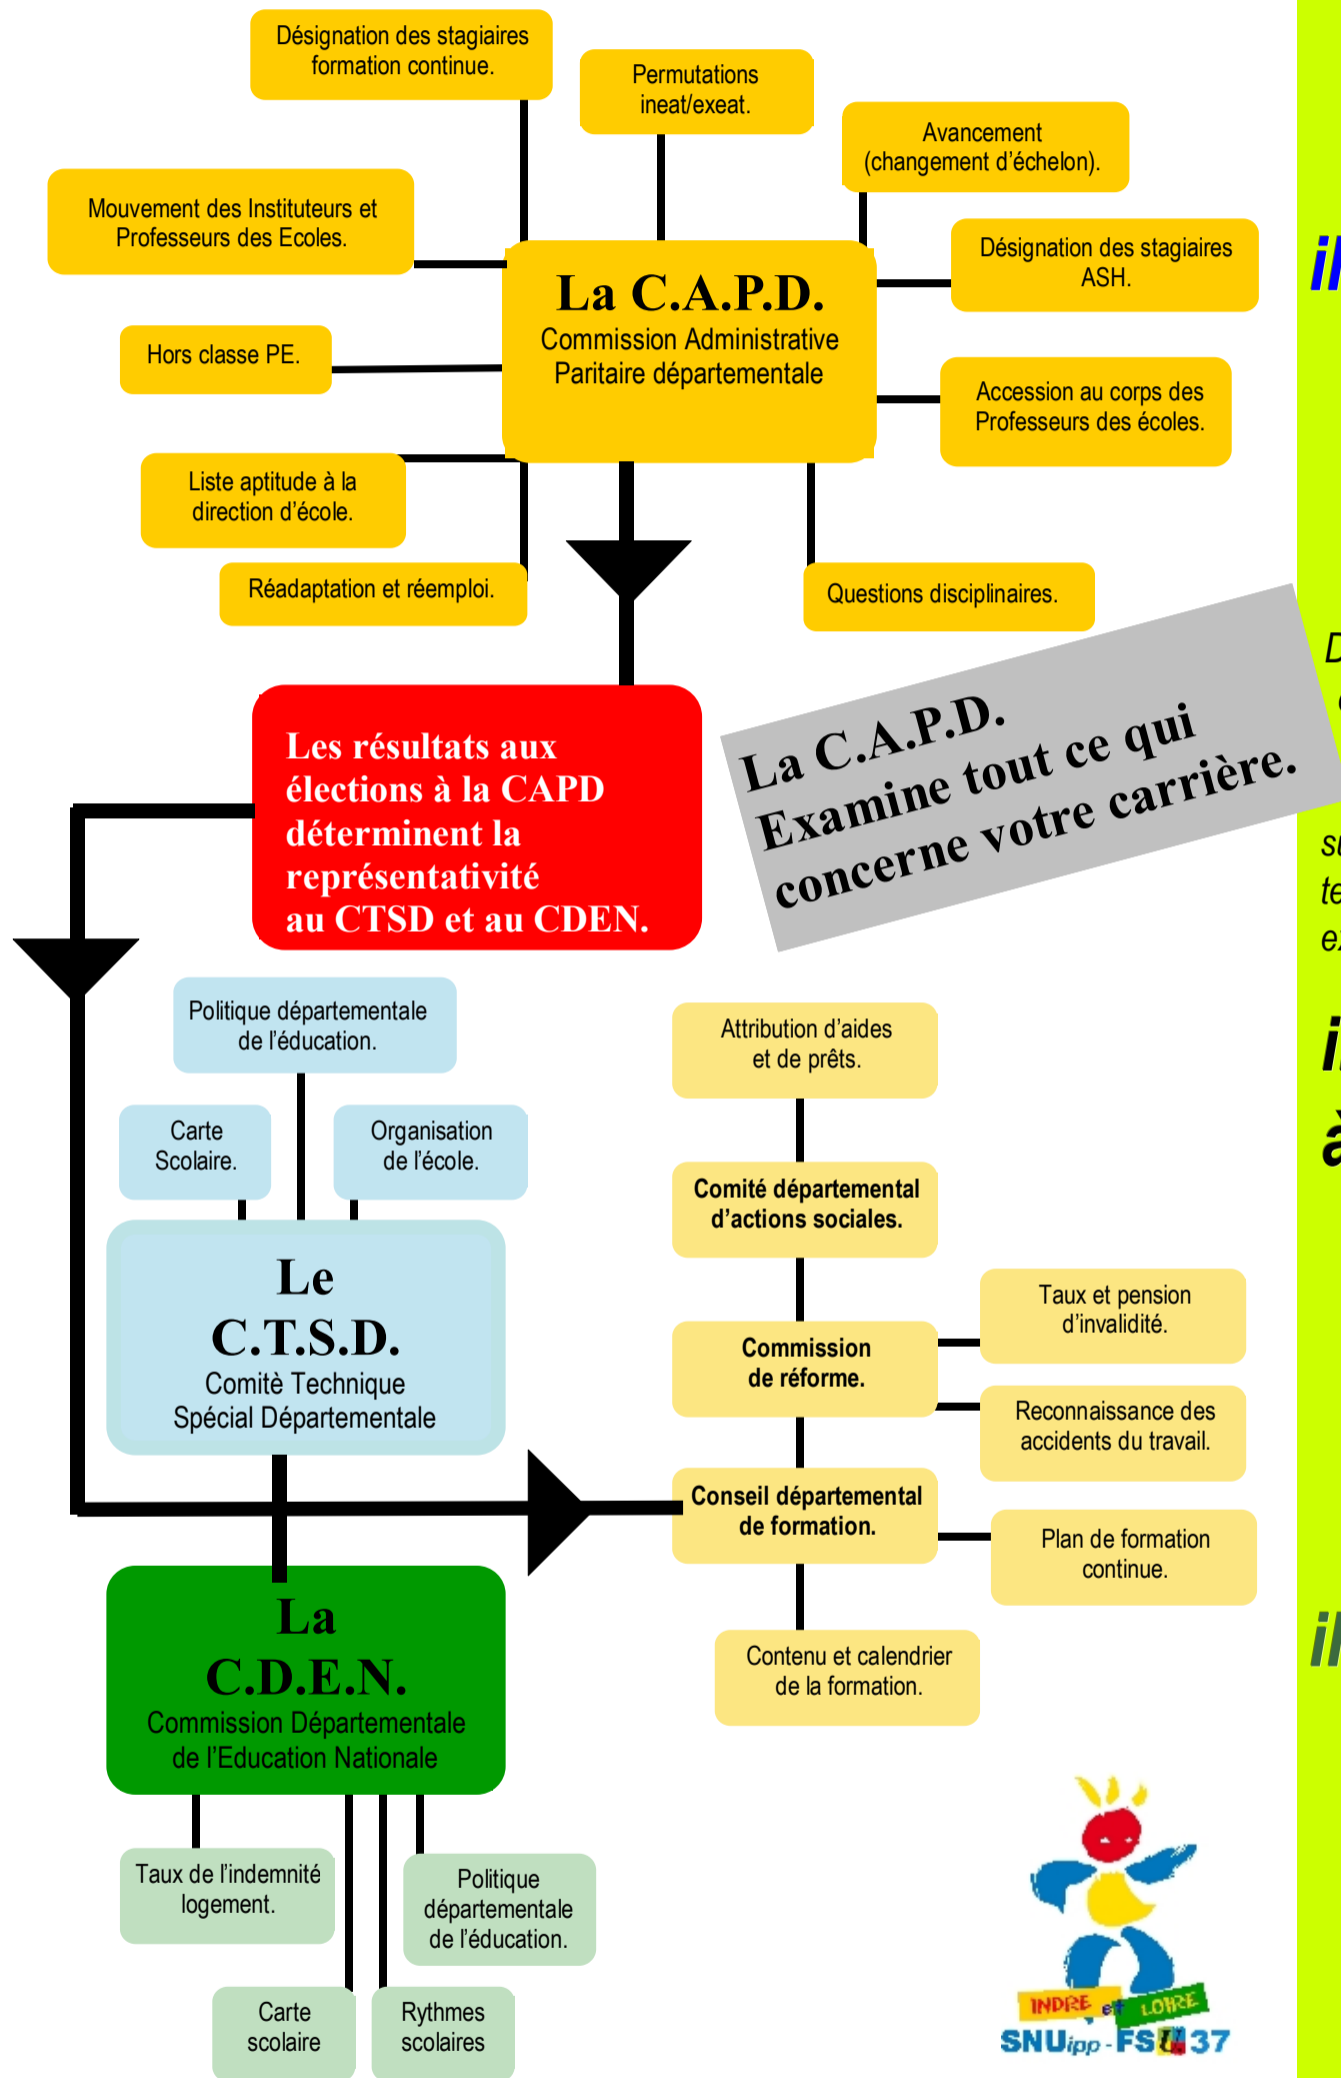 Désignation des stagiaires
formation continue.
Permutations
ineat/exeat.
Avancement
(changement d'échelon).
Mouvement des Instituteurs et
Professeurs des Ecoles.
Désignation des stagiaires
ASH.
La C.A.P.D.
Commission Administrative
Paritaire départementale
Hors classe PE.
Accession au corps des
Professeurs des écoles.
Liste aptitude à la
direction d'école.
Réadaptation et réemploi.
Questions disciplinaires.
Les résultats aux
élections à la CAPD
déterminent la
représentativité
au CTSD et au CDEN.
La C.A.P.D.
Examine tout ce qui
concerne votre carrière.
Politique départementale
de l'éducation.
Carte
Scolaire.
Organisation
de l'école.
Le
C.T.S.D.
Comitè Technique
Spécial Départementale
Attribution d'aides
et de prêts.
Comité départemental
d'actions sociales.
Commission
de réforme.
Taux et pension
d'invalidité.
Reconnaissance des
accidents du travail.
Conseil départemental
de formation.
Plan de formation
continue.
Contenu et calendrier
de la formation.
La
C.D.E.N.
Commission Départementale
de l'Education Nationale
Taux de l'indemnité
logement.
Politique
départementale
de l'éducation.
Carte
scolaire
Rythmes
scolaires
INDRE et LOIRE
SNUipp - FSU 37